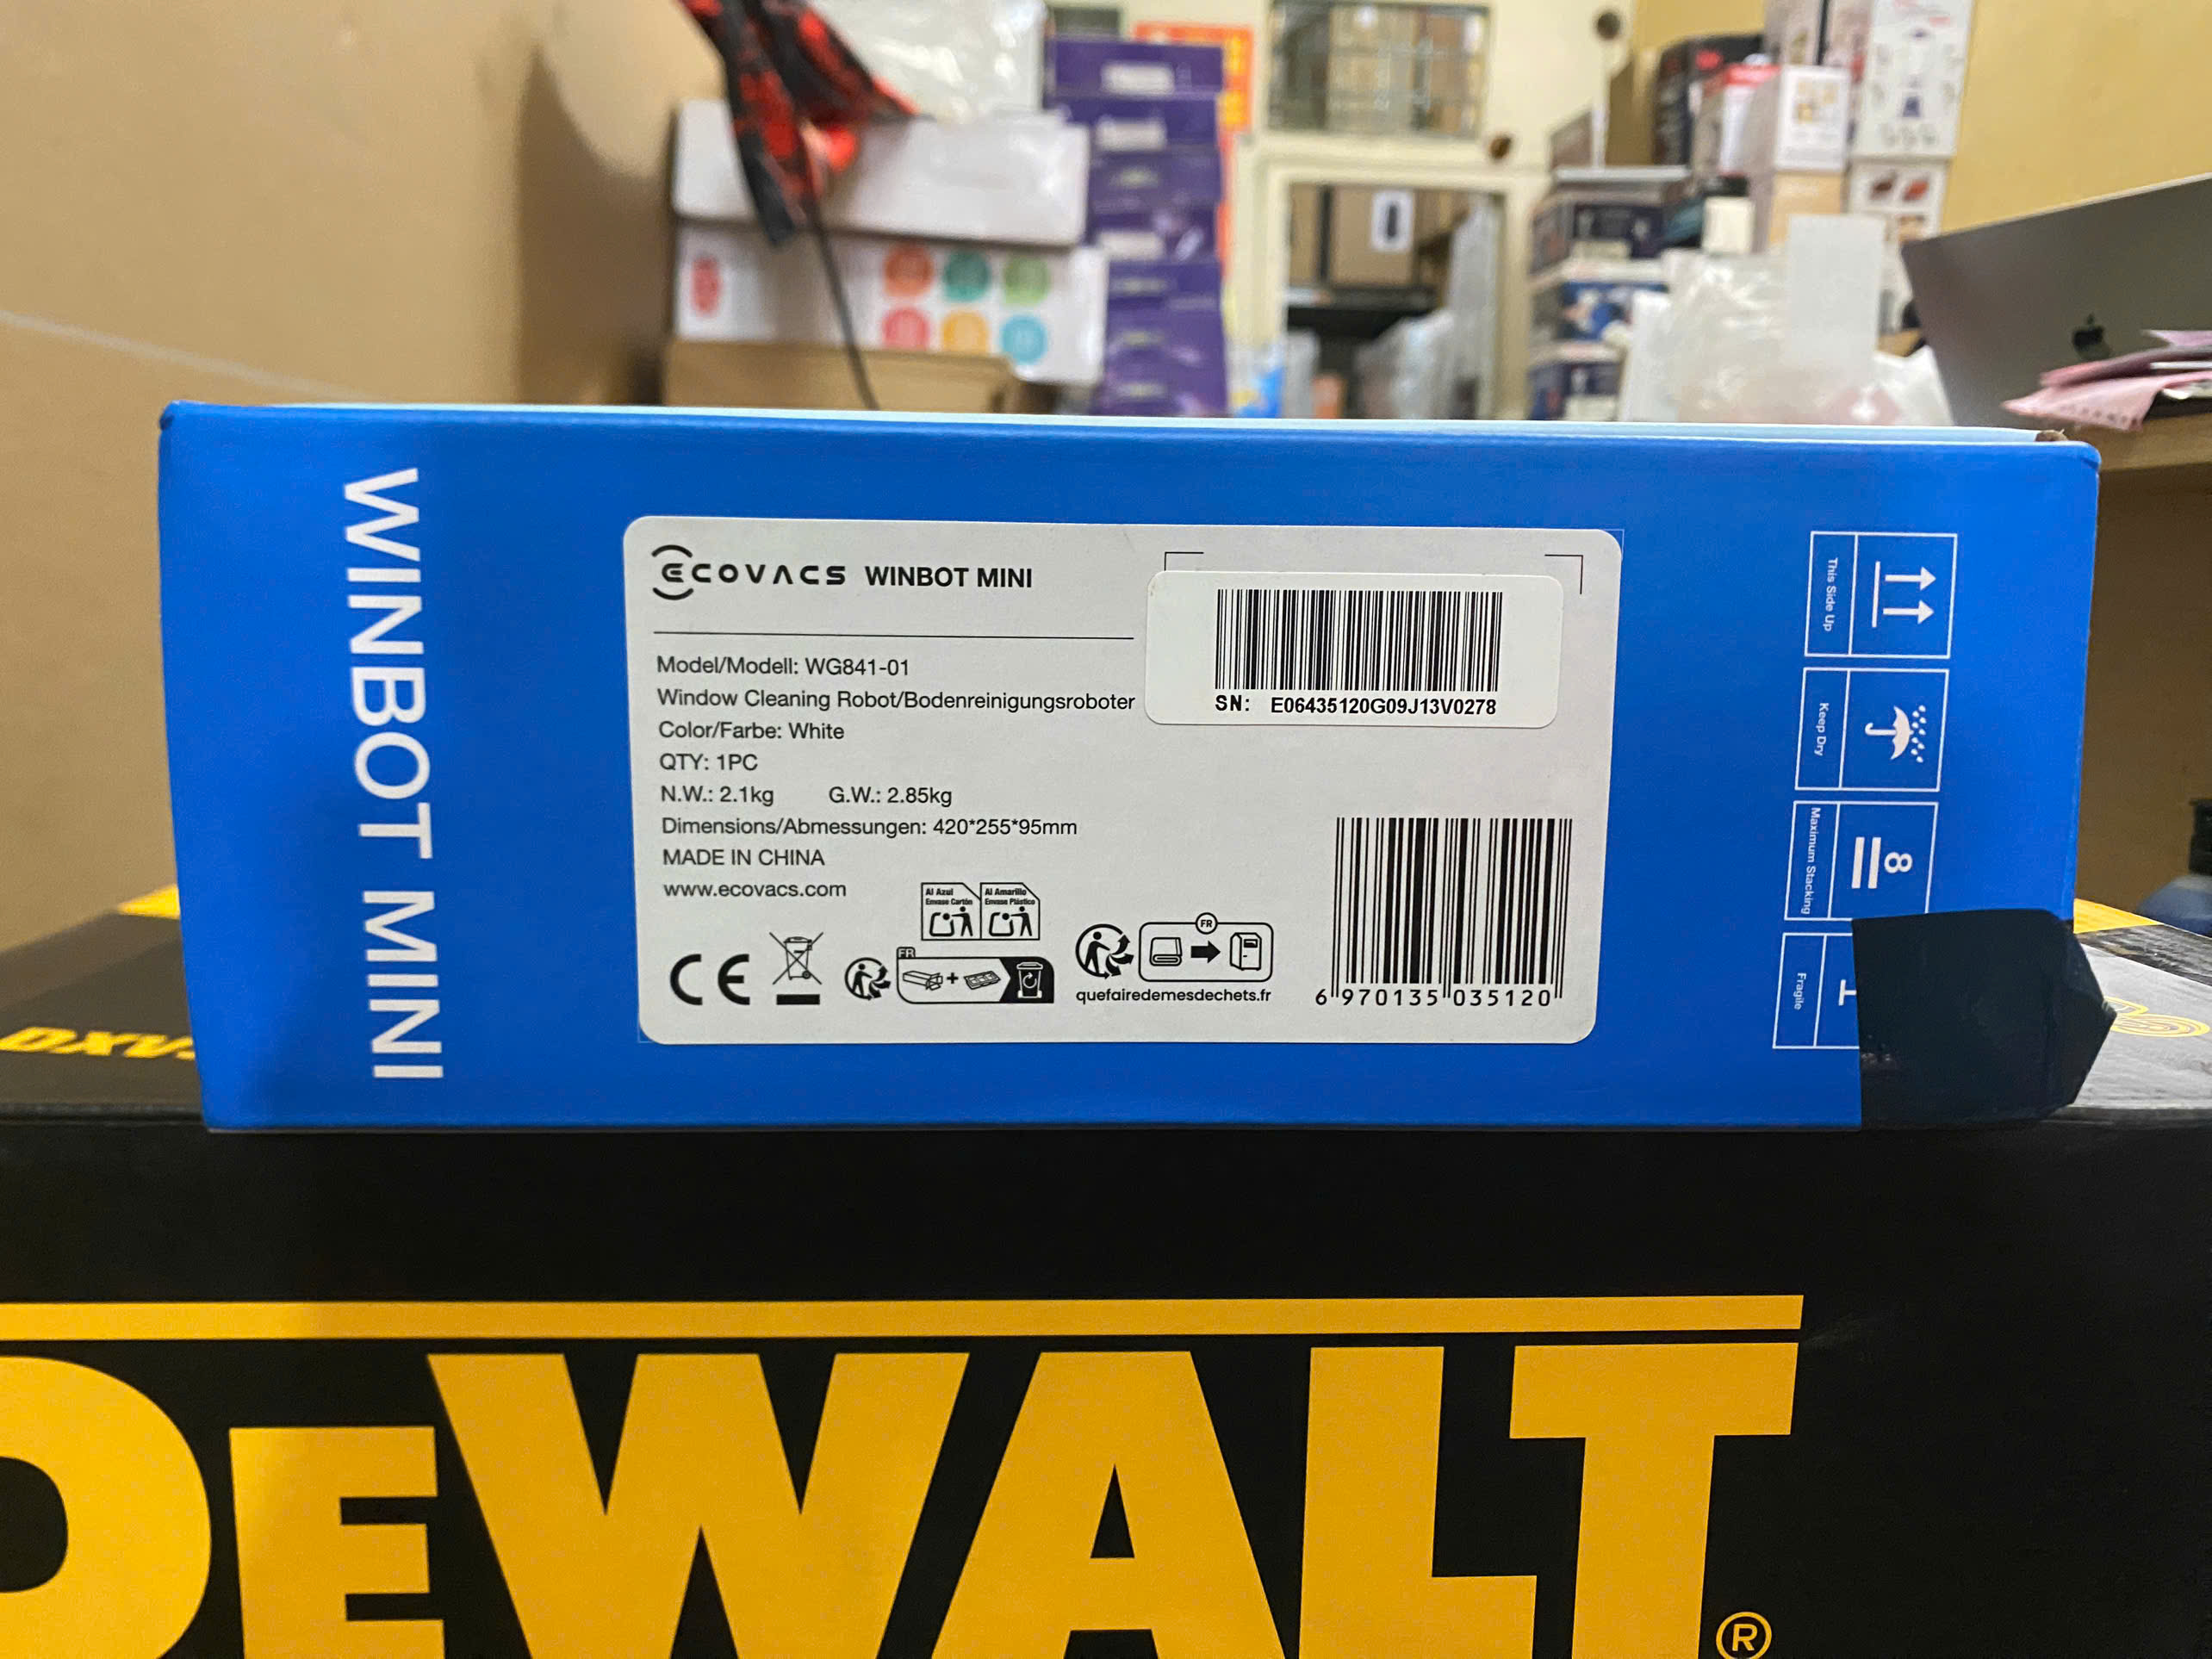 WINBOT MINI
ECOVACS WINBOT MINI
Model/Modell: WG841-01
Window Cleaning Robot/Bodenreinigungsroboter
Color/Farbe: White
QTY: 1PC
N.W.: 2.1kg G.W.: 2.85kg
Dimensions/Abmessungen: 420*255*95mm
MADE IN CHINA
www.ecovacs.com
Al Azul
Envase Cartón
Al Amarillo
Envase Plástico
CE
FR
FR
quefairedemesdechets.fr
SN: E06435120G09J13V0278
6 970135 035120
This Side Up
Keep Dry
8
Maximum Stacking
Fragile
DXV
DEWALT
®